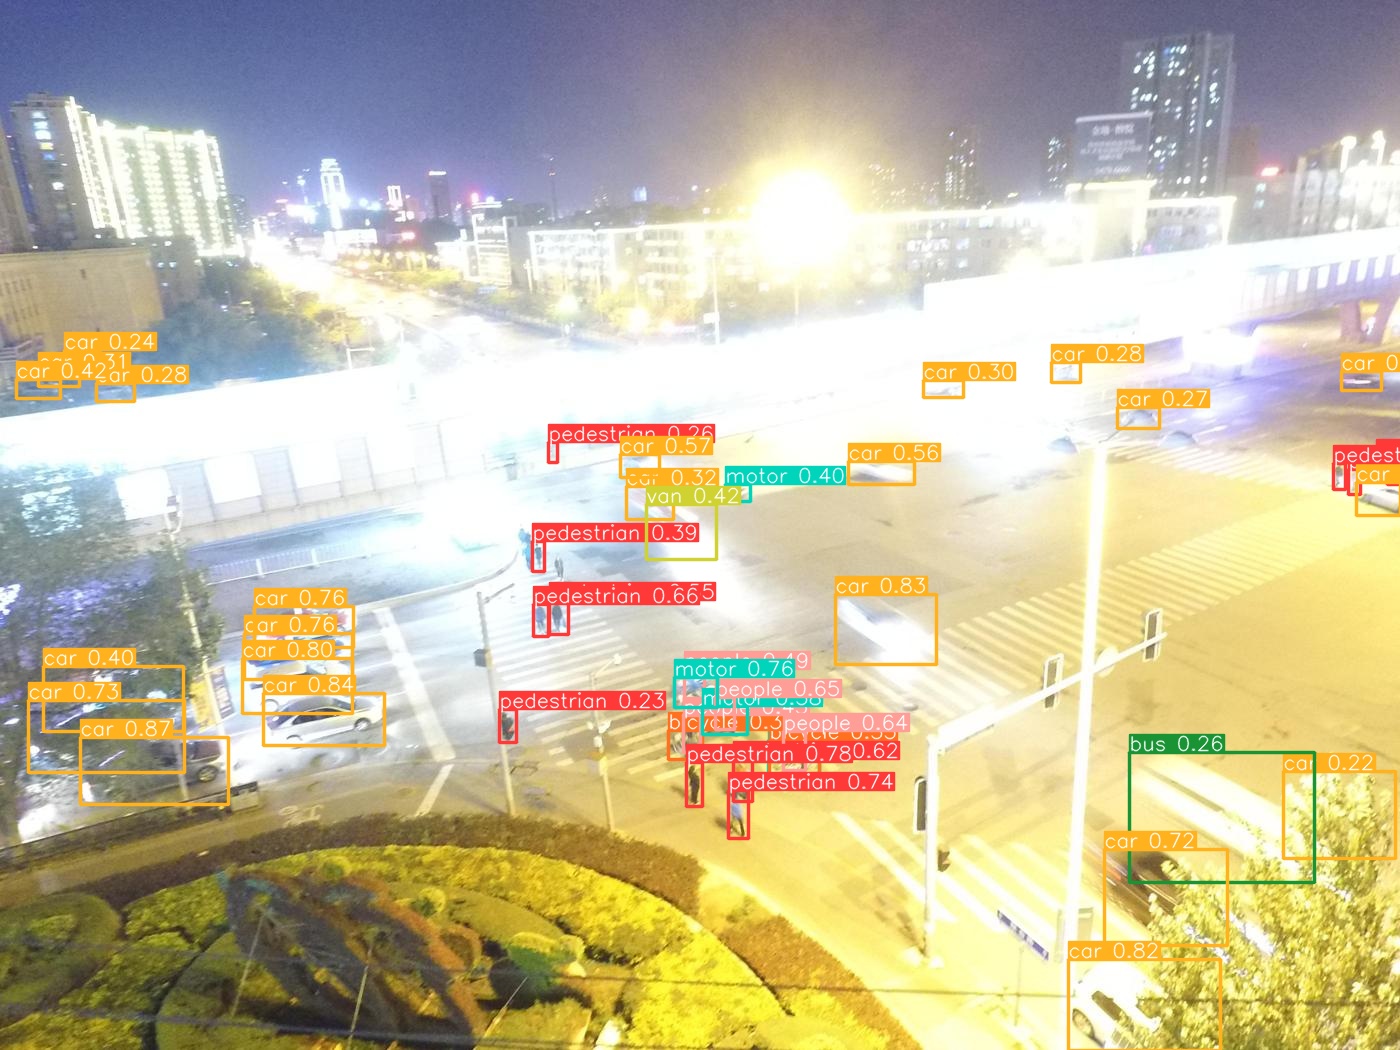 car 0.24
car 0.31
car 0.42
car 0.28
car 0.30
car 0.28
car 0
car 0.27
pedestrian 0.26
car 0.57
car 0.56
car 0.32
motor 0.40
van 0.42
pedest
car
pedestrian 0.39
car 0.76
pedestrian 0.66
5
car 0.83
car 0.76
car 0.80
car 0.40
car 0.84
car 0.73
motor 0.76
people 0.65
pedestrian 0.23
people 0.64
car 0.87
pedestrian 0.78
0.62
pedestrian 0.74
bus 0.26
car 0.22
car 0.72
car 0.82